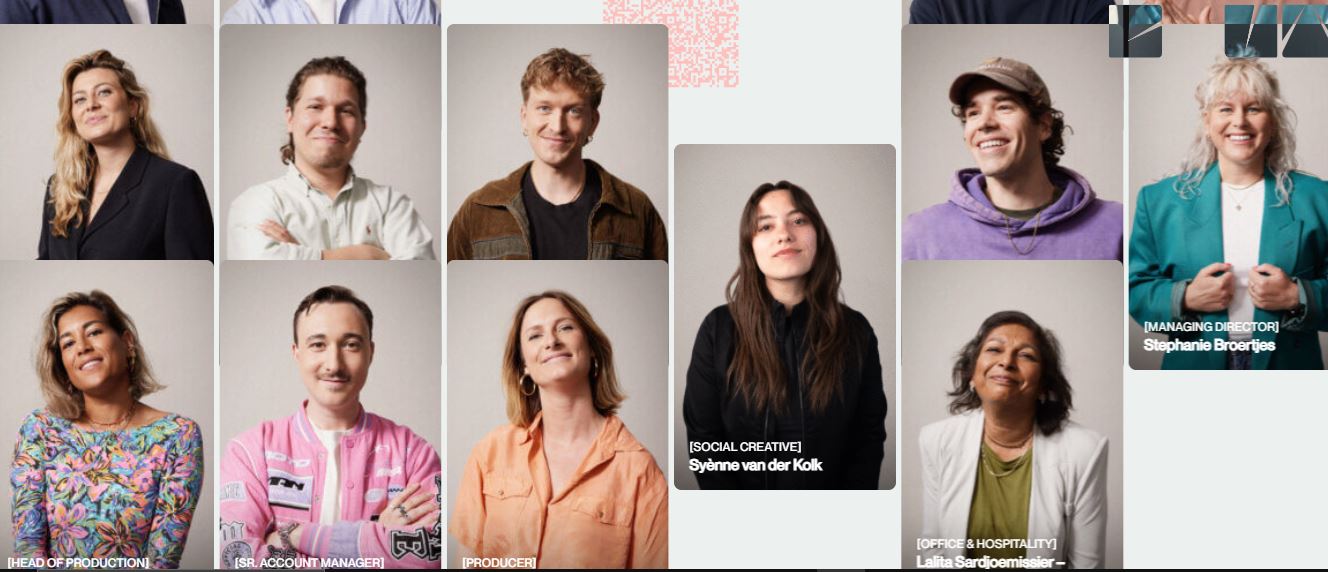 [MANAGING DIRECTOR]
Stephanie Broertjes
[SOCIAL CREATIVE]
Syènne van der Kolk
[OFFICE & HOSPITALITY]
Lalita Sardjoemissier –
[HEAD OF PRODUCTION]
[SR. ACCOUNT MANAGER]
[PRODUCER]